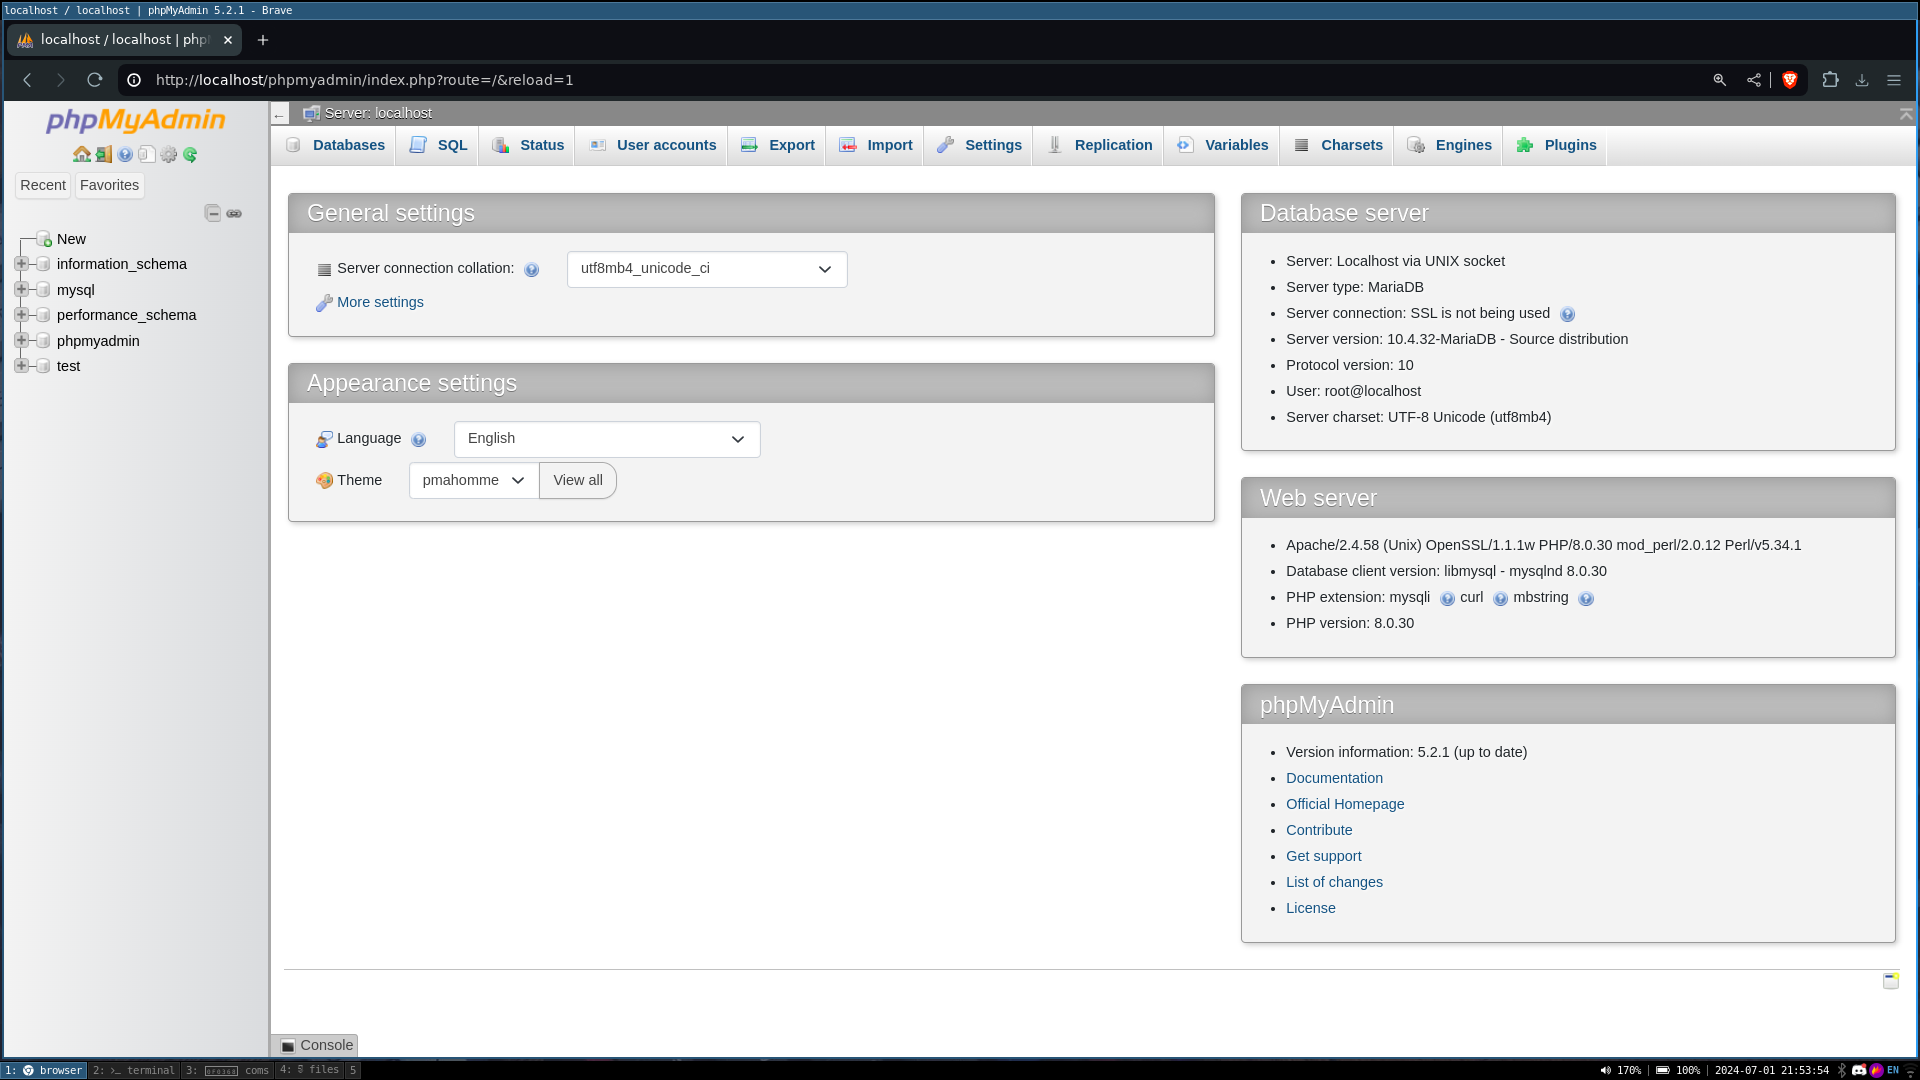 localhost / localhost | phpMyAdmin 5.2.1 - Brave
localhost / localhost | php
http://localhost/phpmyadmin/index.php?route=/&reload=1
phpMyAdmin
Recent
Favorites
New
information_schema
mysql
performance_schema
phpmyadmin
test
Server: localhost
Databases
SQL
Status
User accounts
Export
Import
Settings
Replication
Variables
Charsets
Engines
Plugins
General settings
Server connection collation:
utf8mb4_unicode_ci
More settings
Appearance settings
Language
English
Theme
pmahomme
View all
Database server
Server: Localhost via UNIX socket
Server type: MariaDB
Server connection: SSL is not being used
Server version: 10.4.32-MariaDB - Source distribution
Protocol version: 10
User: root@localhost
Server charset: UTF-8 Unicode (utf8mb4)
Web server
Apache/2.4.58 (Unix) OpenSSL/1.1.1w PHP/8.0.30 mod_perl/2.0.12 Perl/v5.34.1
Database client version: libmysql - mysqlnd 8.0.30
PHP extension: mysqli curl mbstring
PHP version: 8.0.30
phpMyAdmin
Version information: 5.2.1 (up to date)
Documentation
Official Homepage
Contribute
Get support
List of changes
License
Console
1: browser
2: >_ terminal
3: coms
4: files
5
170%
100%
2024-07-01 21:53:54
EN